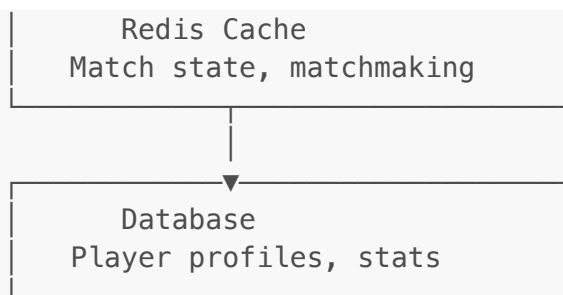 Redis Cache
Match state, matchmaking
Database
Player profiles, stats